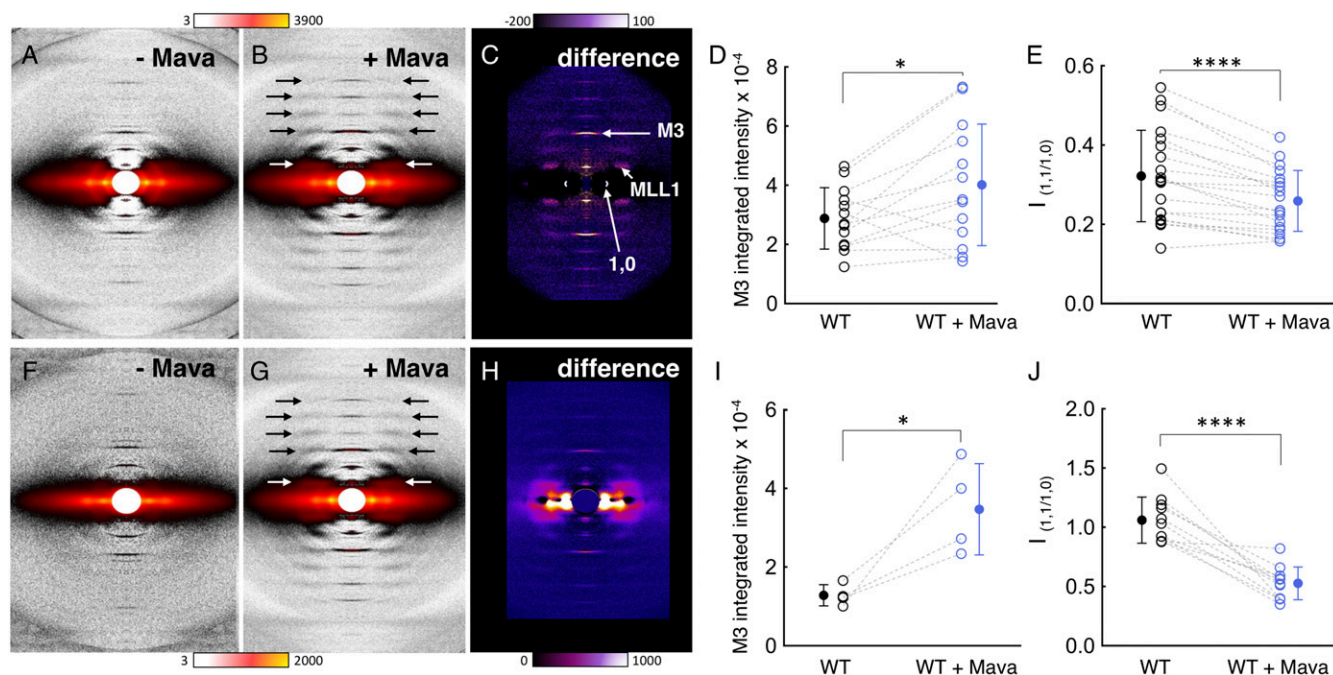 3 3900
-200 100
A - Mava
B + Mava
C difference
M3
MLL1
1,0
D
*
M3 integrated intensity x 10⁻⁴
8
6
4
2
0
WT WT + Mava
E
****
I (1,1/1,0)
0.6
0.4
0.2
0.0
WT WT + Mava
F - Mava
G + Mava
H difference
3 2000
0 1000
I
*
M3 integrated intensity x 10⁻⁴
6
4
2
0
WT WT + Mava
J
****
I (1,1/1,0)
2.0
1.5
1.0
0.5
0.0
WT WT + Mava